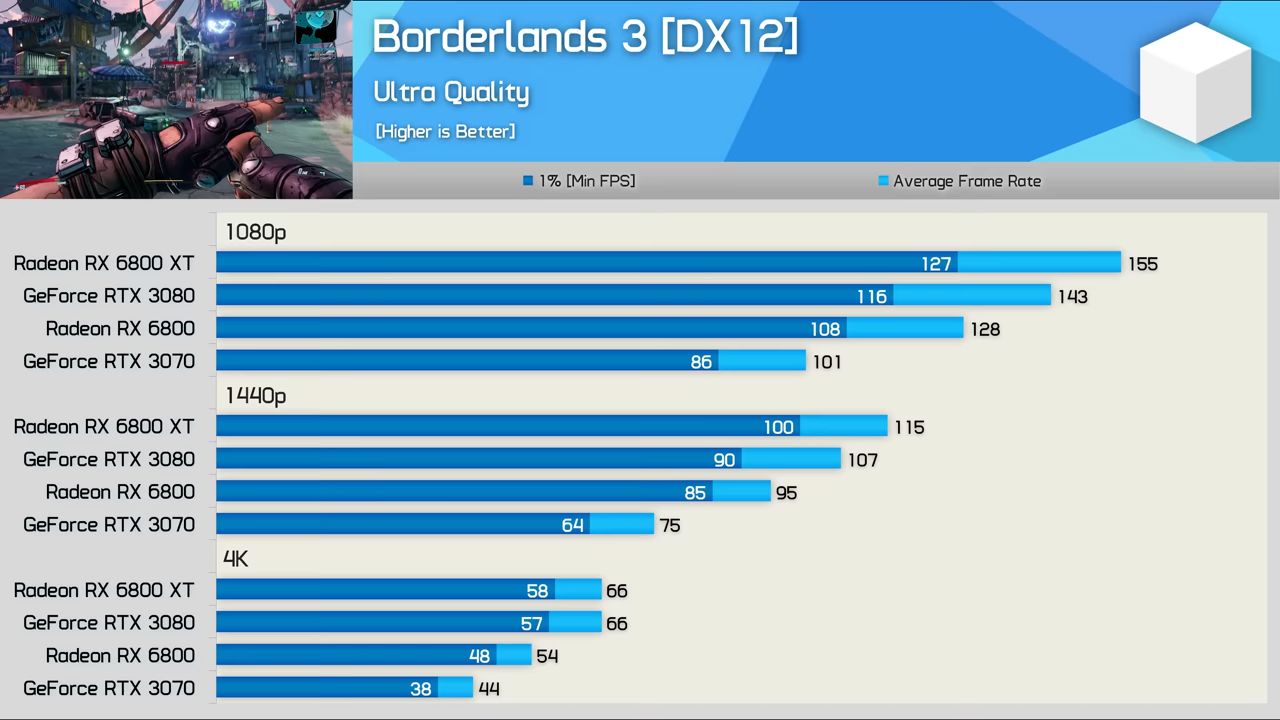 Borderlands 3 [DX12]
Ultra Quality
[Higher is Better]
1% [Min FPS] Average Frame Rate
1080p
Radeon RX 6800 XT 127 155
GeForce RTX 3080 116 143
Radeon RX 6800 108 128
GeForce RTX 3070 86 101
1440p
Radeon RX 6800 XT 100 115
GeForce RTX 3080 90 107
Radeon RX 6800 85 95
GeForce RTX 3070 64 75
4K
Radeon RX 6800 XT 58 66
GeForce RTX 3080 57 66
Radeon RX 6800 48 54
GeForce RTX 3070 38 44